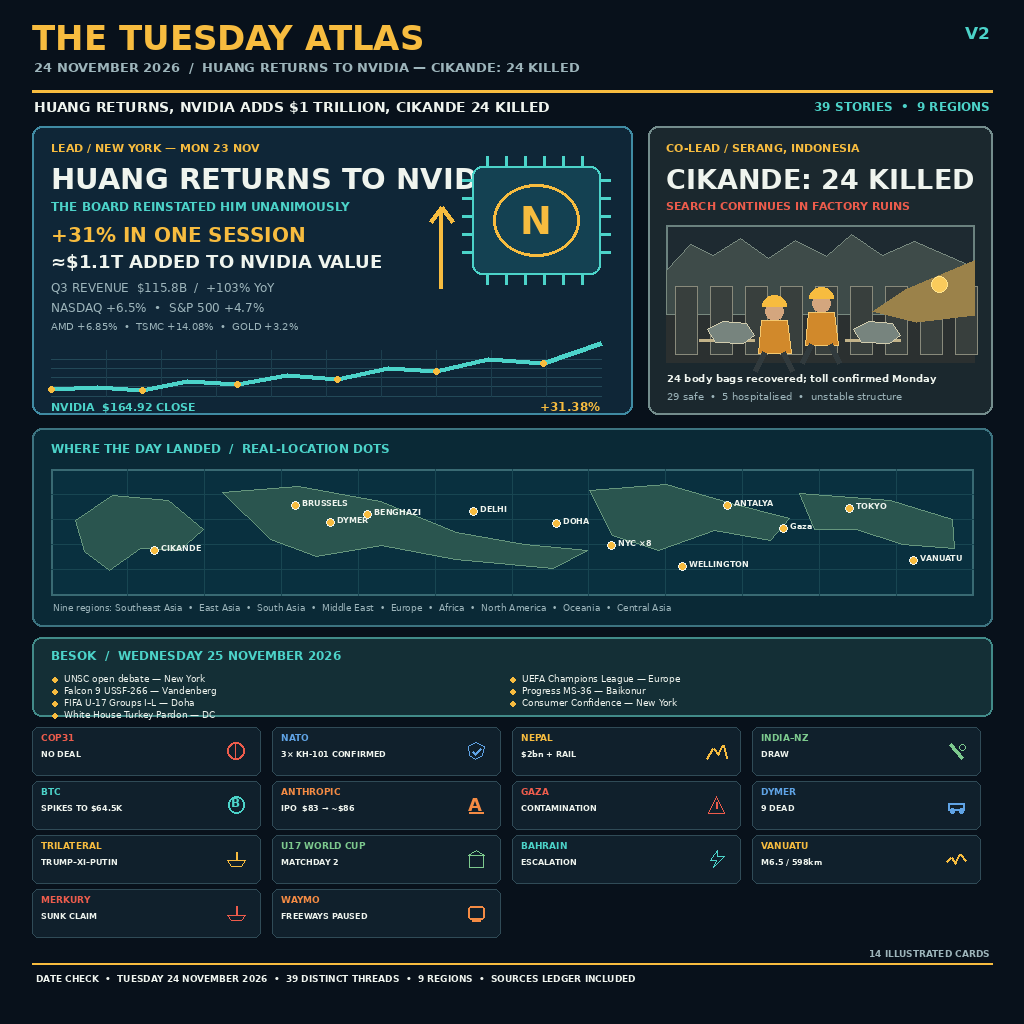 THE TUESDAY ATLAS
V2
24 NOVEMBER 2026 / HUANG RETURNS TO NVIDIA — CIKANDE: 24 KILLED
HUANG RETURNS, NVIDIA ADDS $1 TRILLION, CIKANDE 24 KILLED
39 STORIES • 9 REGIONS
LEAD / NEW YORK — MON 23 NOV
HUANG RETURNS TO NVID
THE BOARD REINSTATED HIM UNANIMOUSLY
+31% IN ONE SESSION
≈$1.1T ADDED TO NVIDIA VALUE
Q3 REVENUE $115.8B / +103% YoY
NASDAQ +6.5% • S&P 500 +4.7%
AMD +6.85% • TSMC +14.08% • GOLD +3.2%
N
NVIDIA $164.92 CLOSE
+31.38%
CO-LEAD / SERANG, INDONESIA
CIKANDE: 24 KILLED
SEARCH CONTINUES IN FACTORY RUINS
24 body bags recovered; toll confirmed Monday
29 safe • 5 hospitalised • unstable structure
WHERE THE DAY LANDED / REAL-LOCATION DOTS
BRUSSELS
DYMER
BENGHAZI
DELHI
DOHA
ANTALYA
TOKYO
Gaza
CIKANDE
NYC ×8
WELLINGTON
VANUATU
Nine regions: Southeast Asia • East Asia • South Asia • Middle East • Europe • Africa • North America • Oceania • Central Asia
BESOK / WEDNESDAY 25 NOVEMBER 2026
UNSC open debate — New York
Falcon 9 USSF-266 — Vandenberg
FIFA U-17 Groups I–L — Doha
White House Turkey Pardon — DC
UEFA Champions League — Europe
Progress MS-36 — Baikonur
Consumer Confidence — New York
COP31
NO DEAL
NATO
3× KH-101 CONFIRMED
NEPAL
$2bn + RAIL
INDIA–NZ
DRAW
BTC
SPIKES TO $64.5K
B
ANTHROPIC
IPO $83 → ~$86
A
GAZA
CONTAMINATION
DYMER
9 DEAD
TRILATERAL
TRUMP–XI–PUTIN
U17 WORLD CUP
MATCHDAY 2
BAHRAIN
ESCALATION
VANUATU
M6.5 / 598km
MERKURY
SUNK CLAIM
WAYMO
FREEWAYS PAUSED
14 ILLUSTRATED CARDS
DATE CHECK • TUESDAY 24 NOVEMBER 2026 • 39 DISTINCT THREADS • 9 REGIONS • SOURCES LEDGER INCLUDED